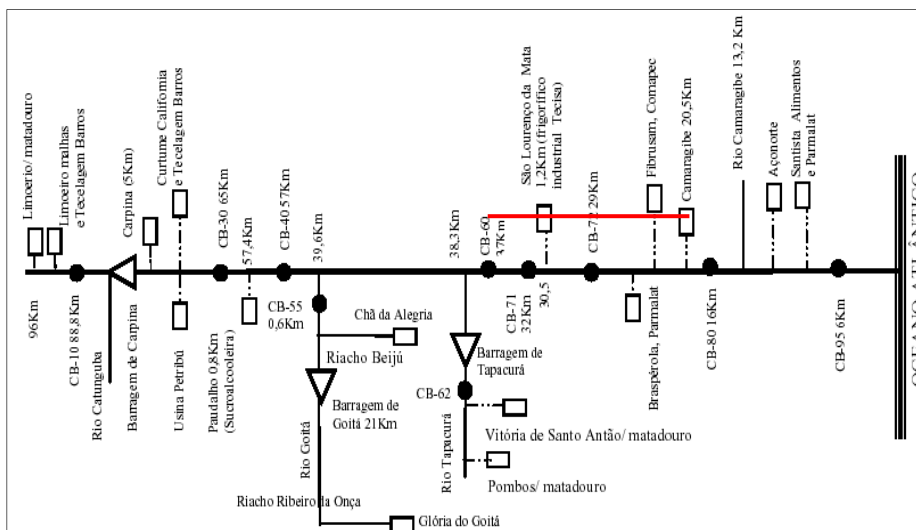 Limoerio/ matadouro
Limoeiro malhas
e Tecelagem Barros
Carpina (5Km)
Curtume California
e Tecelagem Barros
CB-30 65Km
57,4Km
CB-40 57Km
39,6Km
38,3Km
CB-60
37Km
São Lourenço da Mata
1,2Km (frigorífico
industrial Tecisa)
CB-72 29Km
Fibrusam, Comapec
Camaragibe 20,5Km
Rio Camaragibe 13,2 Km
Açonorte
Santista Alimentos
e Parmalat
OCEANO ATLÂNTICO
96Km
CB-10 88,8Km
Rio Catunguba
Barragem de Carpina
Usina Petribú
Paudalho 0,8Km
(Sucroalcooleira)
CB-55
0,6Km
Chã da Alegria
Riacho Beijú
Barragem de
Goitá 21Km
Rio Goitá
Riacho Ribeiro da Onça
Glória do Goitá
Barragem de
Tapacurá
CB-62
Rio Tapacurá
Vitória de Santo Antão/ matadouro
Pombos/ matadouro
CB-71
32Km
30,5
Braspérola, Parmalat
CB-80 16Km
CB-95 6Km